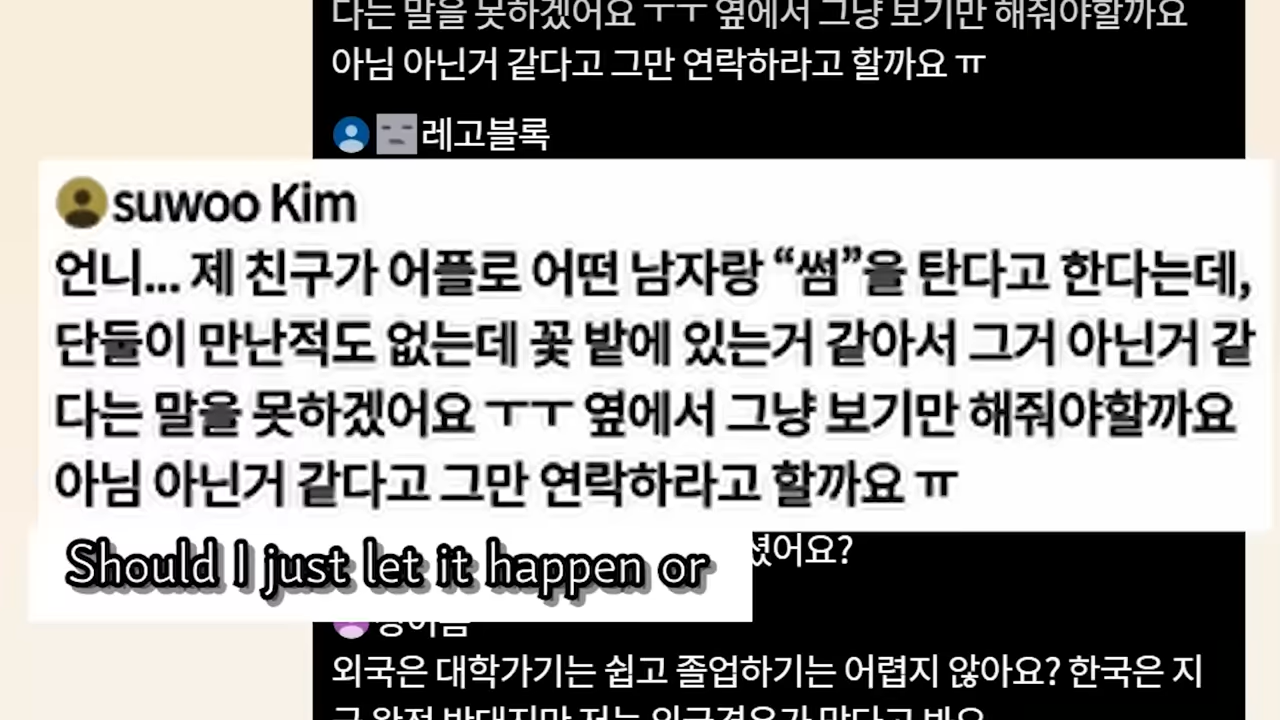 다는 말을 못하겠어요 ㅜㅜ 옆에서 그냥 보기만 해줘야할까요
아님 아닌거 같다고 그만 연락하라고 할까요 ㅠ
레고블록
suwoo Kim
언니... 제 친구가 어플로 어떤 남자랑 “썸”을 탄다고 한다는데,
단둘이 만난적도 없는데 꽃 밭에 있는거 같아서 그거 아닌거 같
다는 말을 못하겠어요 ㅜㅜ 옆에서 그냥 보기만 해줘야할까요
아님 아닌거 같다고 그만 연락하라고 할까요 ㅠ
Should I just let it happen or
외국은 대학가기는 쉽고 졸업하기는 어렵지 않아요? 한국은 지